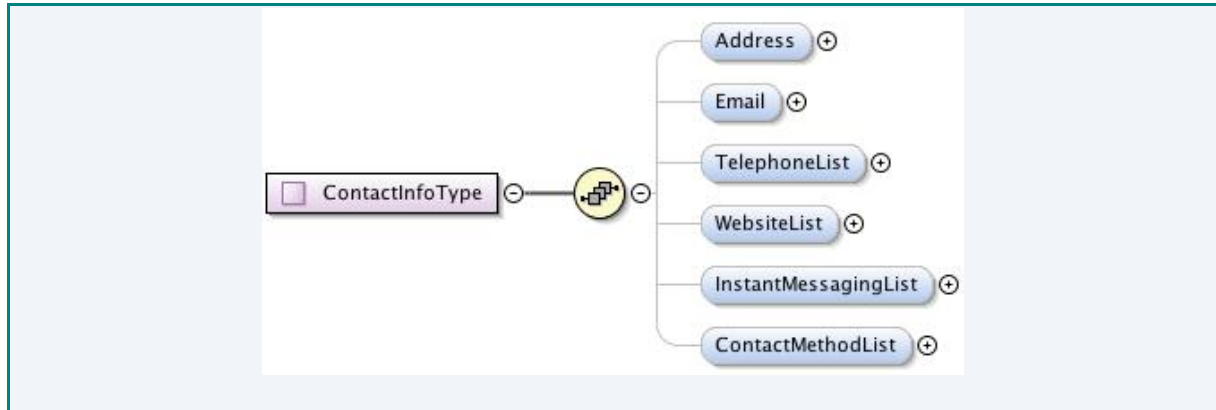 Address
Email
TelephoneList
ContactInfoType
WebsiteList
InstantMessagingList
ContactMethodList